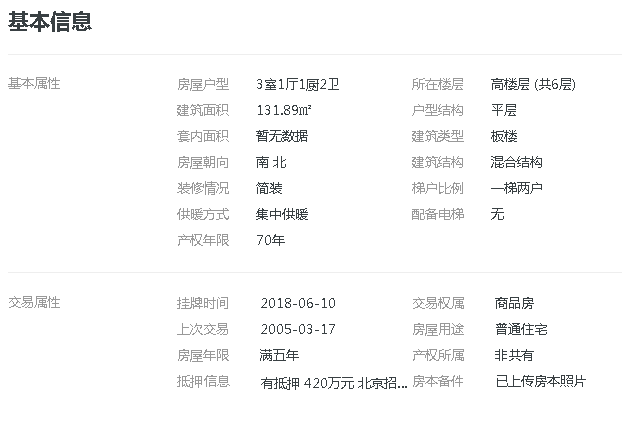 基本信息
基本属性 房屋户型 3室1厅1厨2卫 所在楼层 高楼层 (共6层)
建筑面积 131.89㎡ 户型结构 平层
套内面积 暂无数据 建筑类型 板楼
房屋朝向 南 北 建筑结构 混合结构
装修情况 简装 梯户比例 一梯两户
供暖方式 集中供暖 配备电梯 无
产权年限 70年
交易属性 挂牌时间 2018-06-10 交易权属 商品房
上次交易 2005-03-17 房屋用途 普通住宅
房屋年限 满五年 产权所属 非共有
抵押信息 有抵押 420万元 北京招... 房本备件 已上传房本照片